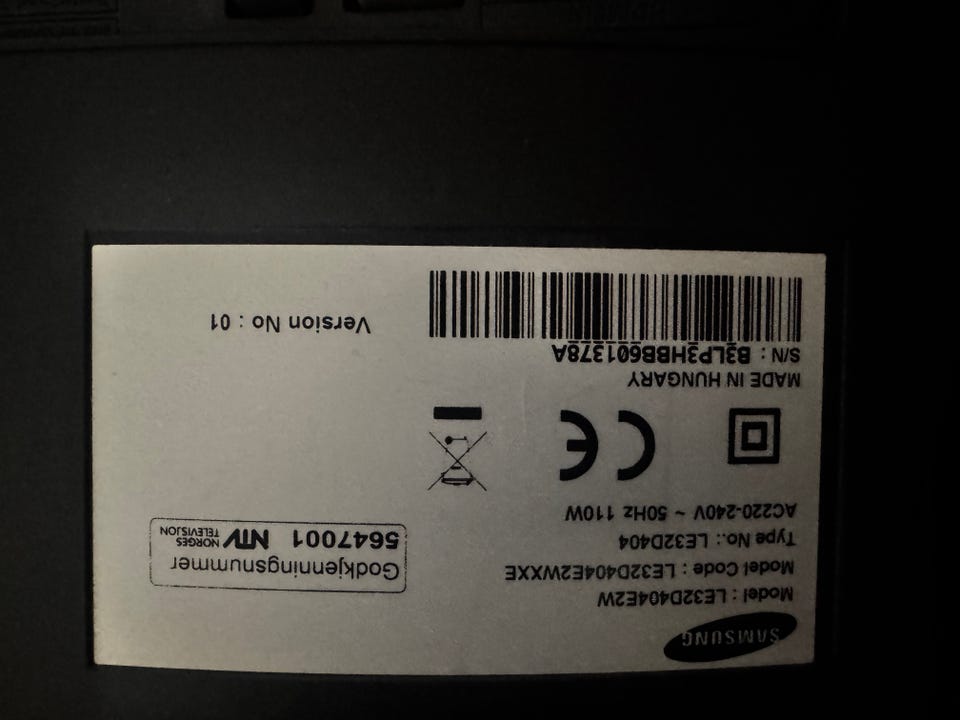 SAMSUNG
Model : LE32D404E2W
Model Code : LE32D404E2WXXE
Type No.: LE32D404
AC220-240V ~ 50Hz 110W
Godkjenningsnummer
5647001 NTV NORGES TELEVISJON
CE
MADE IN HUNGARY
S/N : B3LP3HBB601378A
Version No : 01